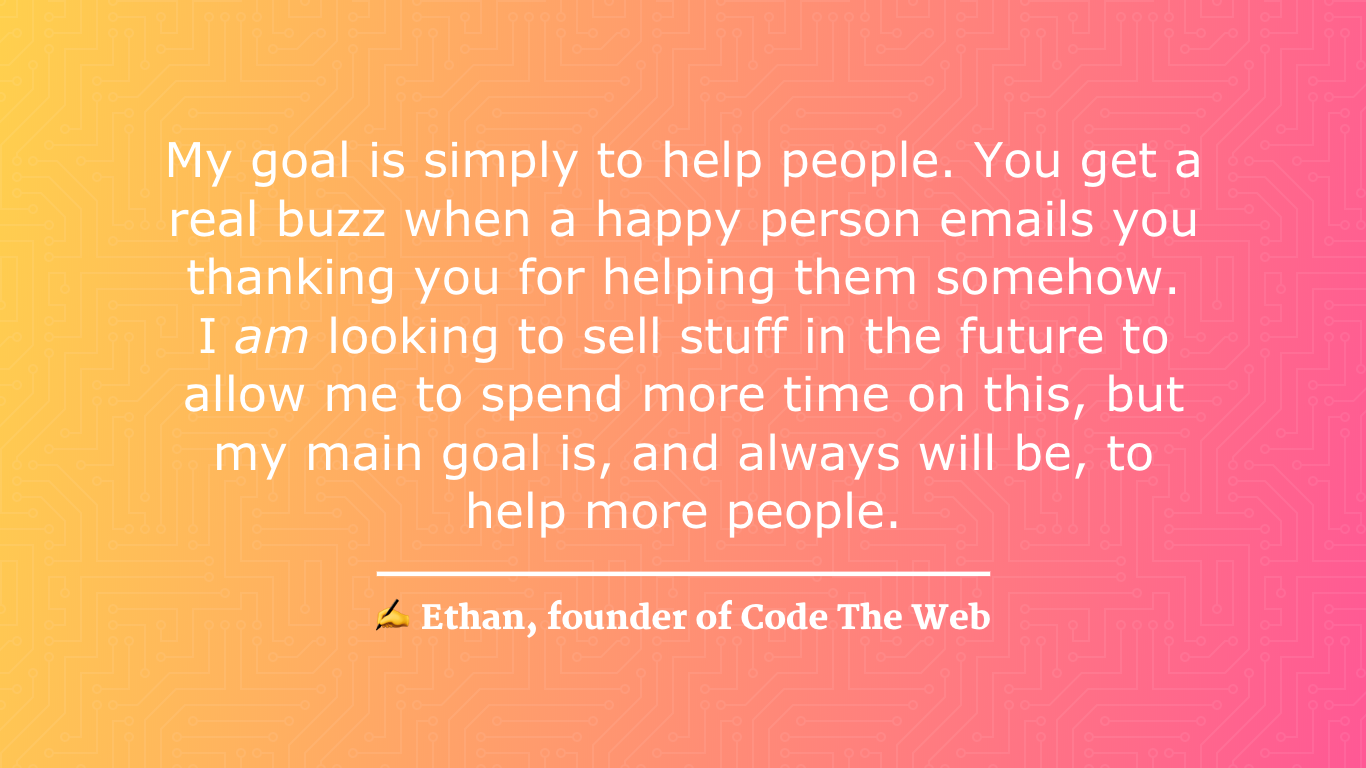 My goal is simply to help people. You get a
real buzz when a happy person emails you
thanking you for helping them somehow.
I am looking to sell stuff in the future to
allow me to spend more time on this, but
my main goal is, and always will be, to
help more people.
✍️ Ethan, founder of Code The Web